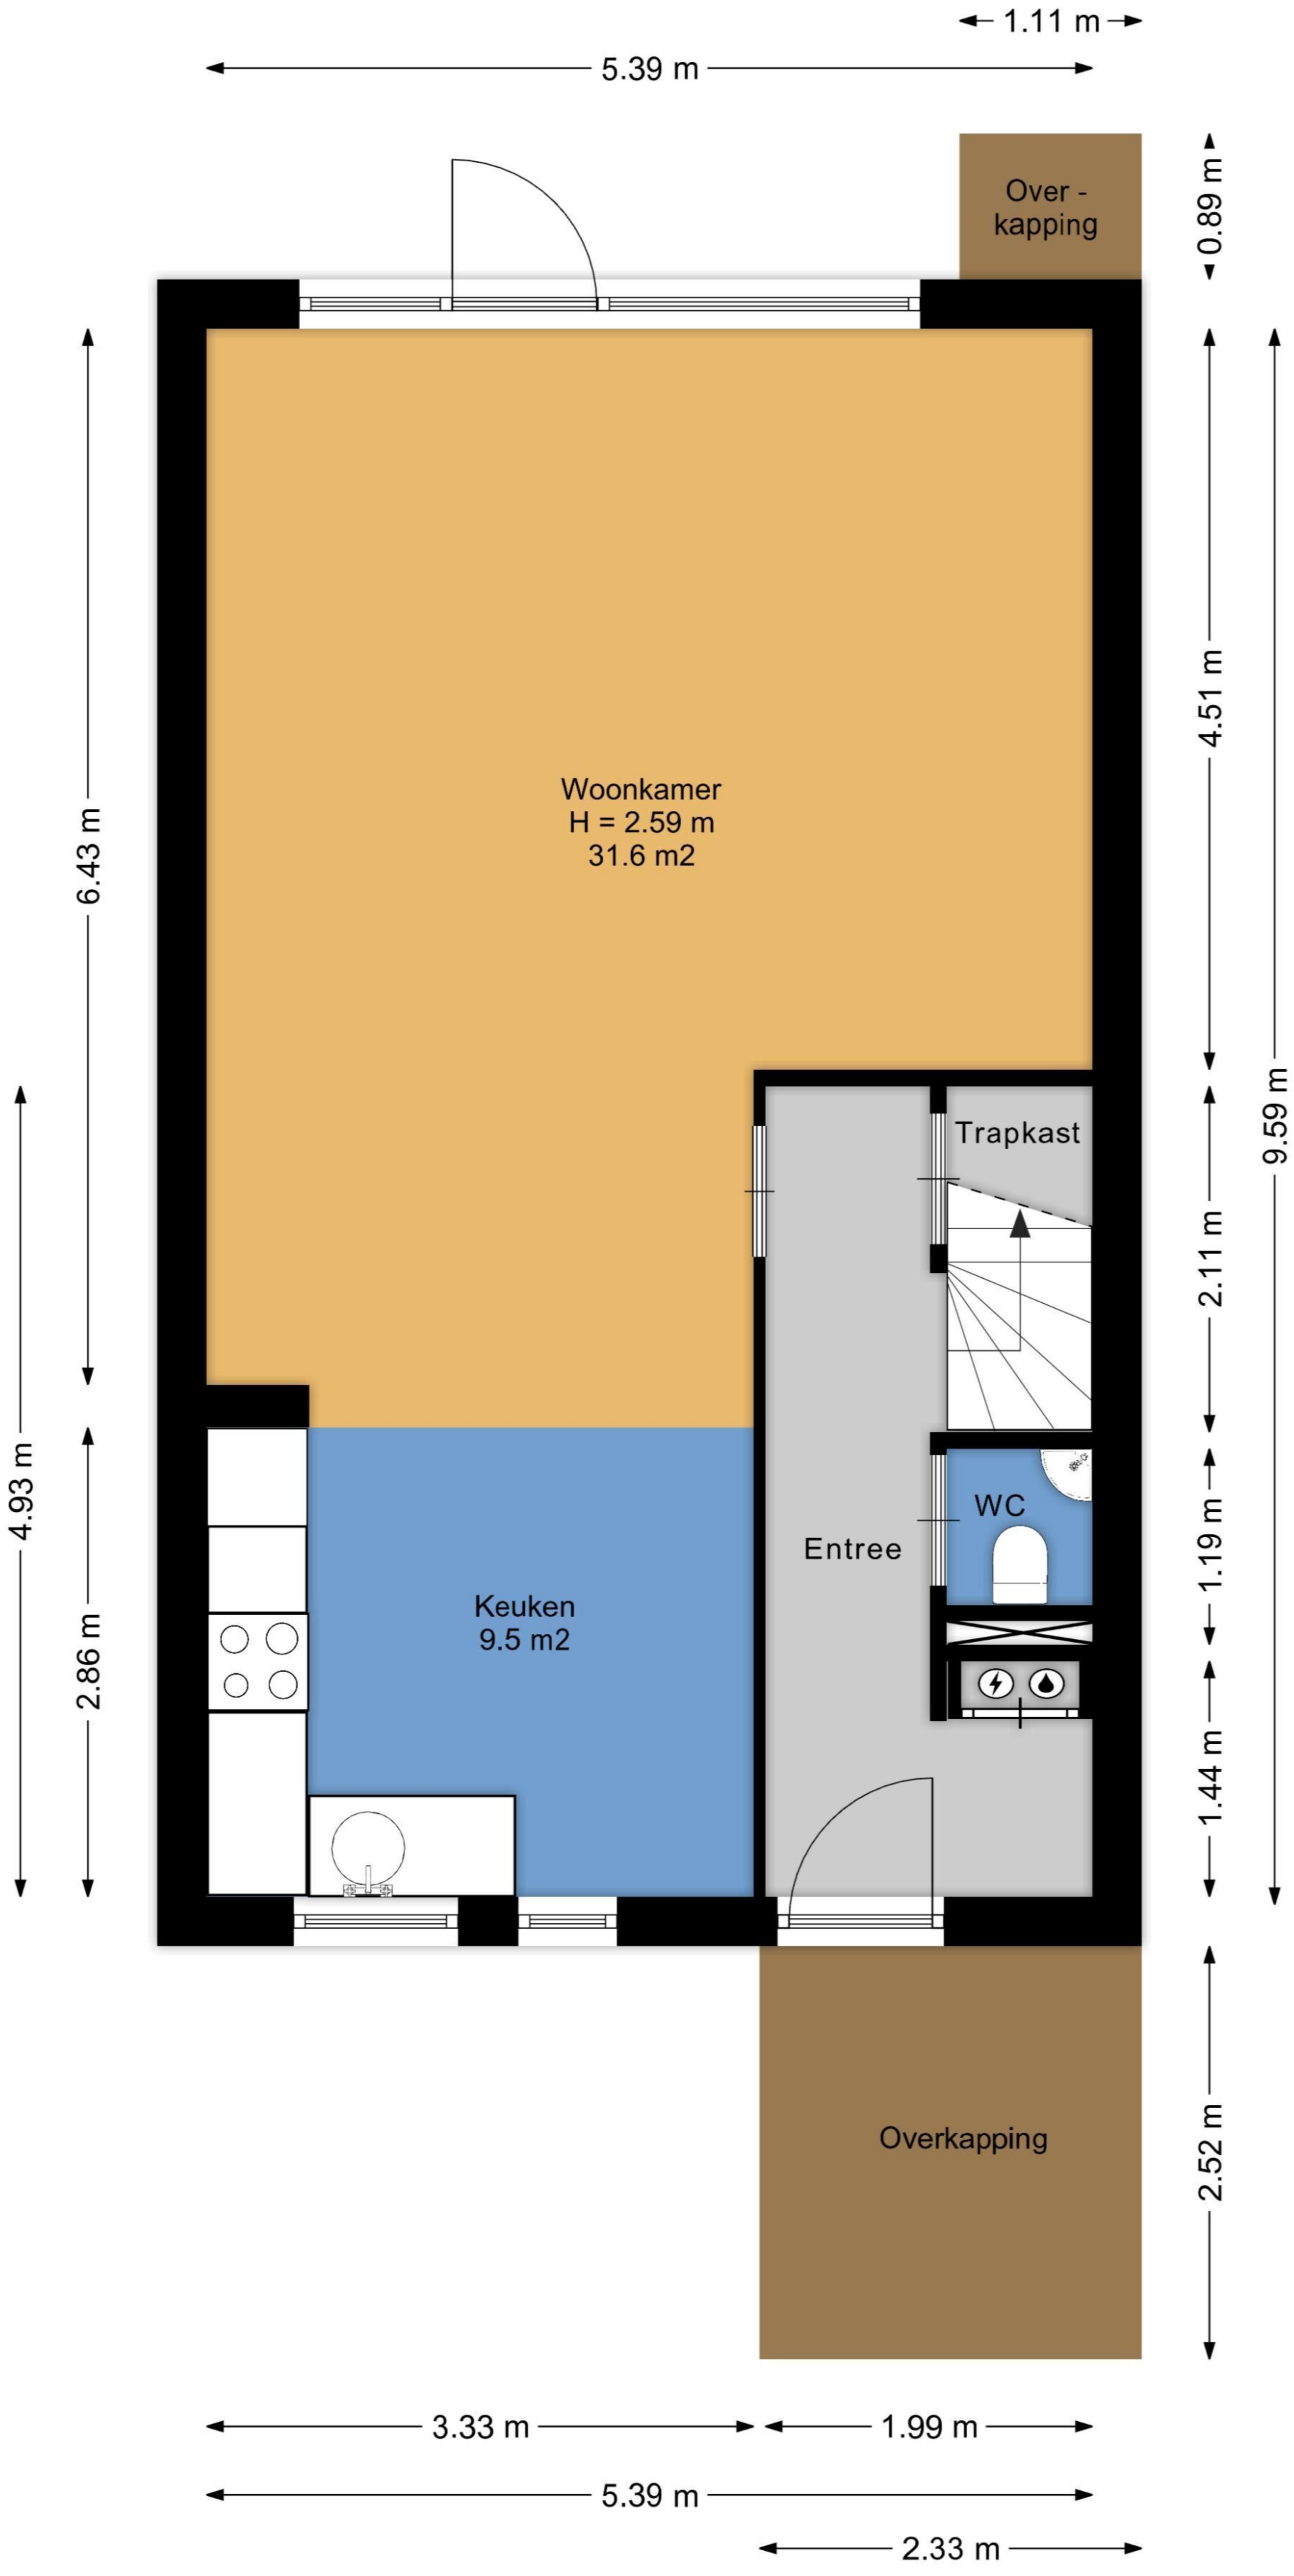 1.11 m
5.39 m
Over -
kapping
0.89 m
Woonkamer
H = 2.59 m
31.6 m2
6.43 m
4.51 m
9.59 m
Trapkast
2.11 m
4.93 m
WC
Entree
1.19 m
Keuken
9.5 m2
2.86 m
1.44 m
Overkapping
2.52 m
3.33 m
1.99 m
5.39 m
2.33 m